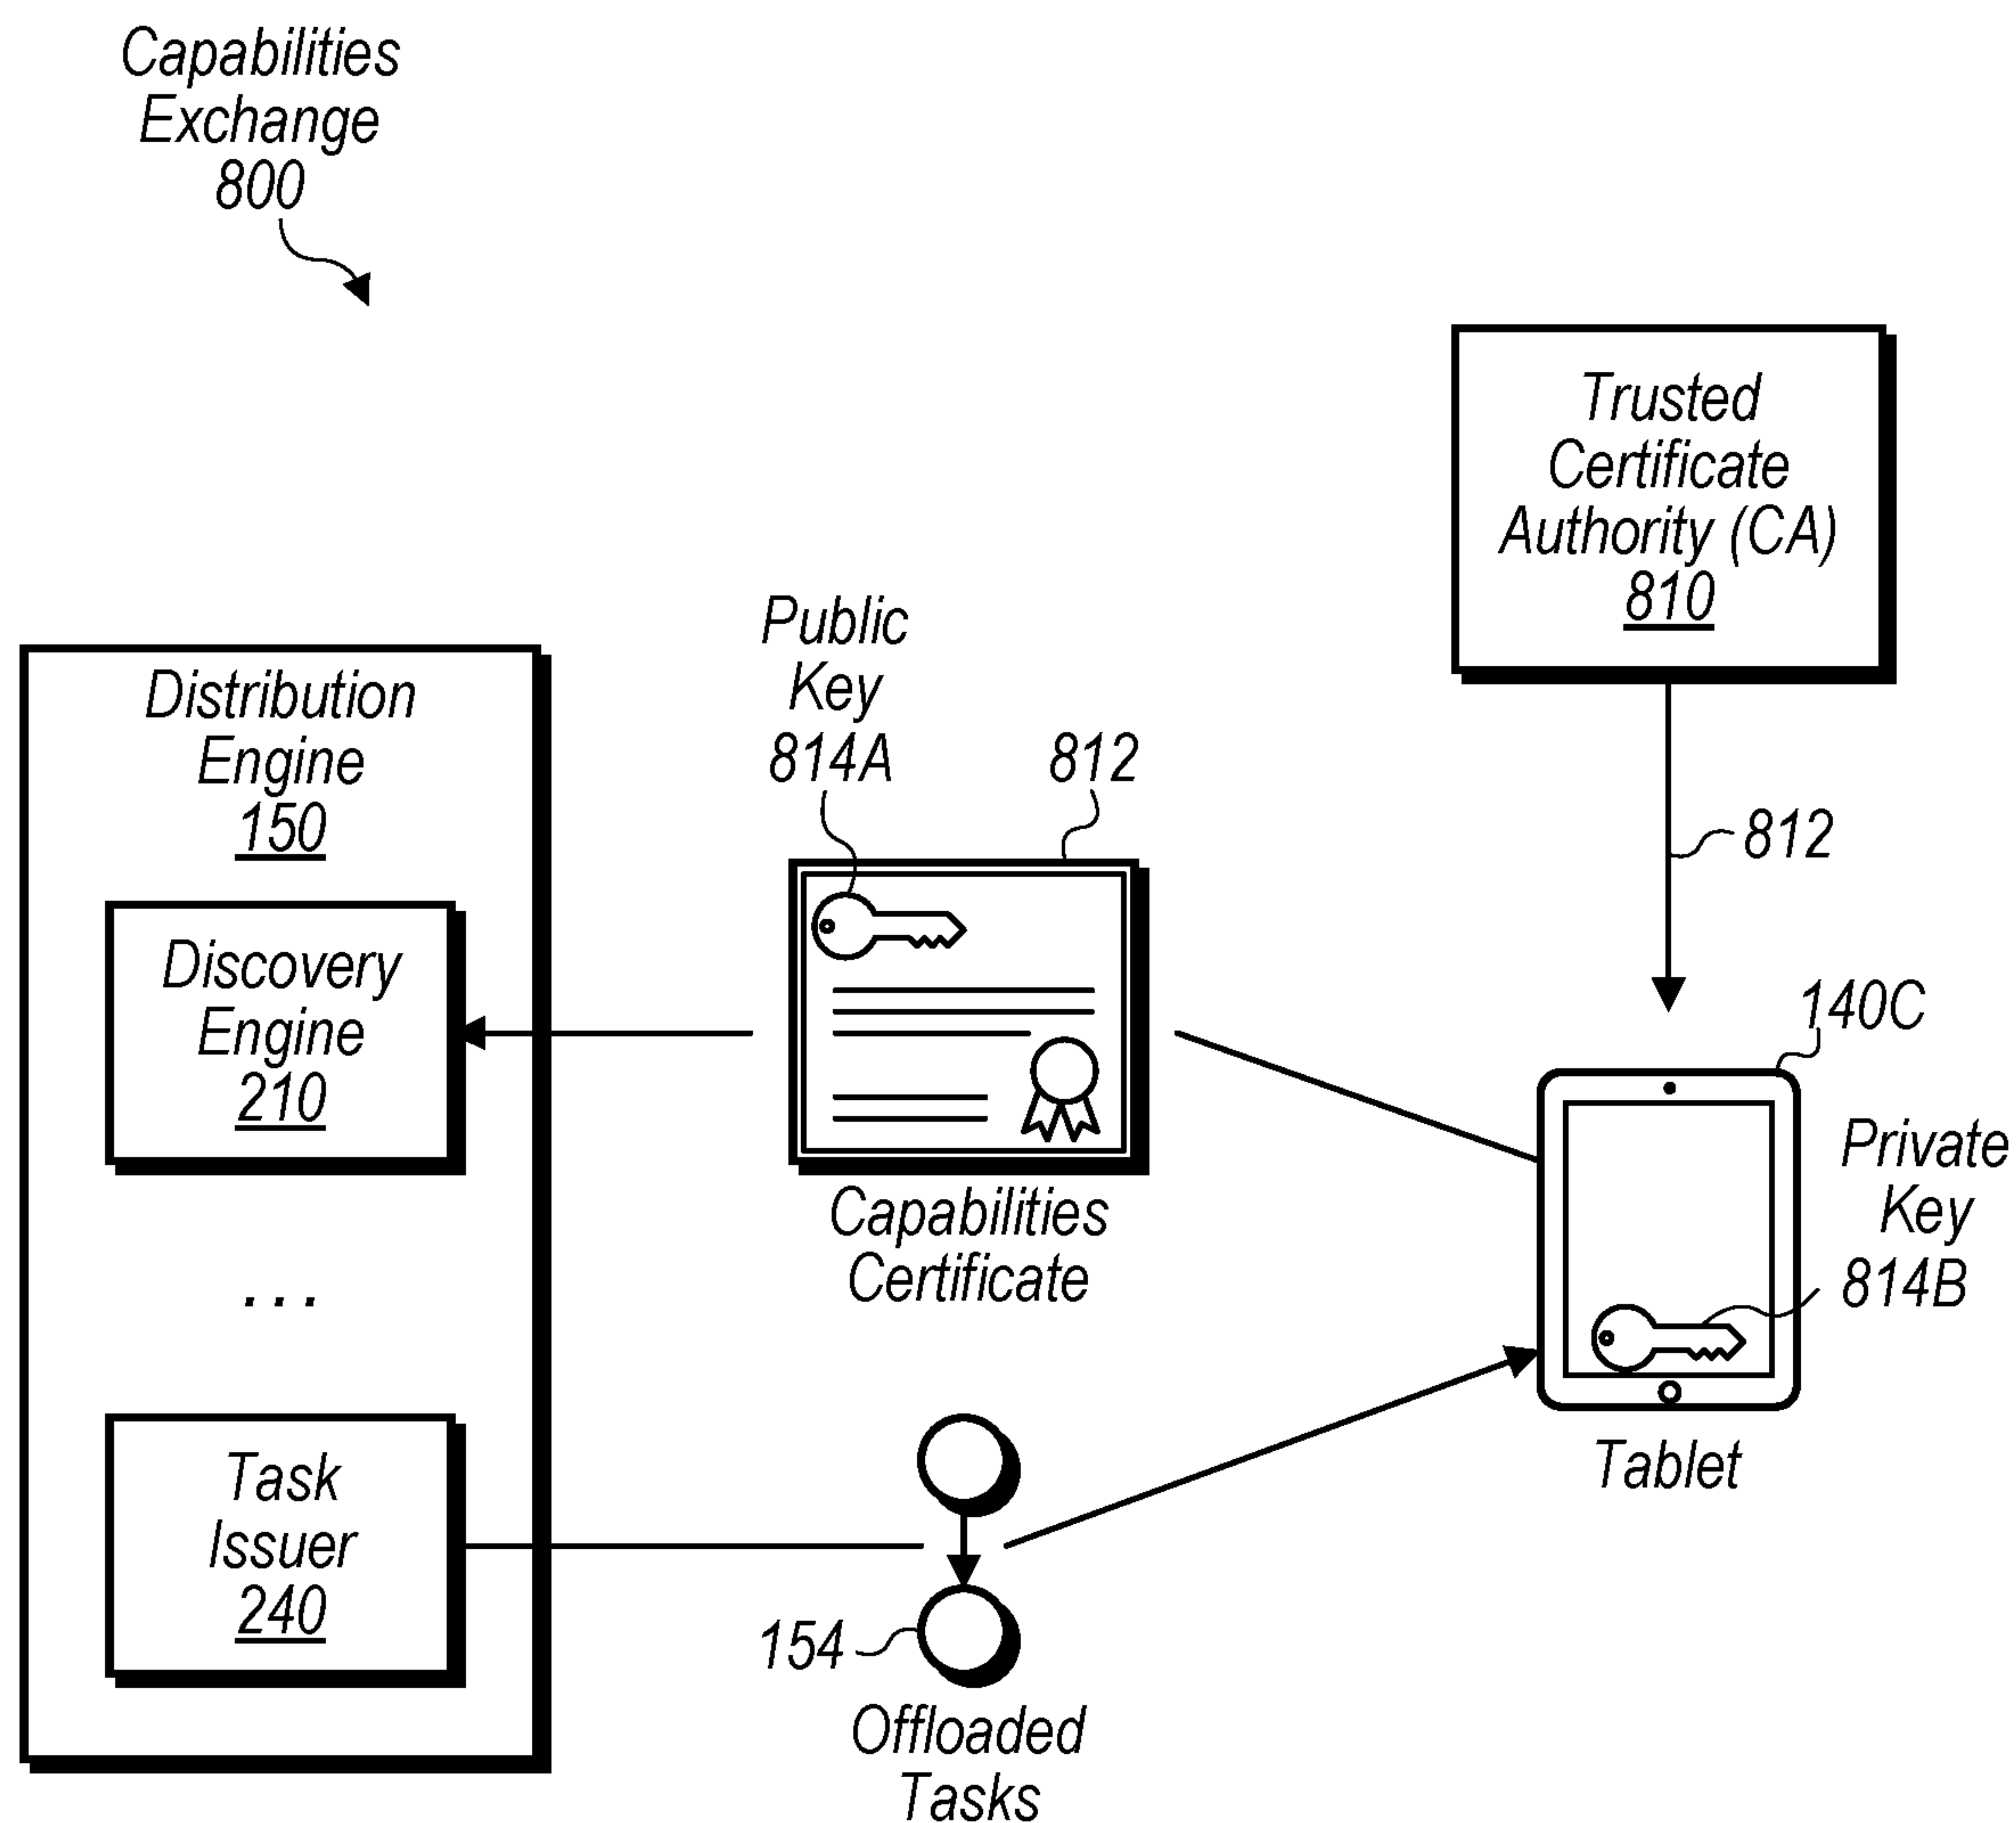 Capabilities
Exchange
800
Trusted
Certificate
Authority (CA)
810
Public
Key
814A
812
Distribution
Engine
150
812
Discovery
Engine
210
140C
Private
Key
814B
Capabilities
Certificate
...
Tablet
Task
Issuer
240
154
Offloaded
Tasks